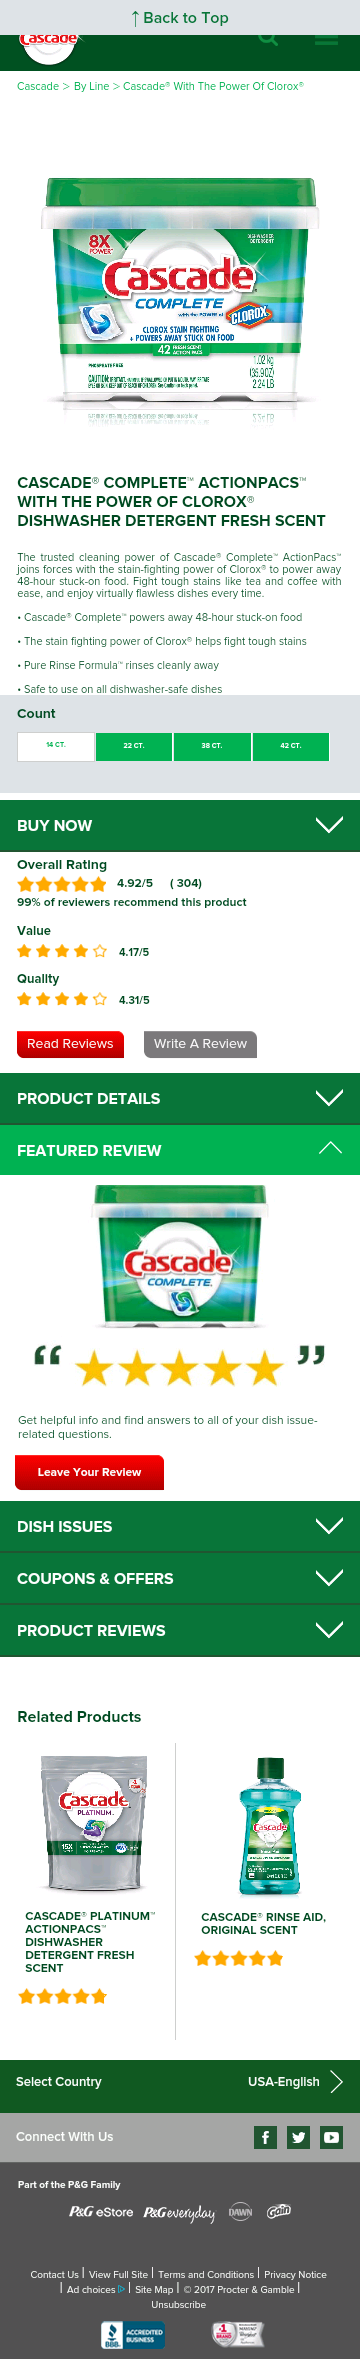 ↑ Back to Top
Cascade
Cascade > By Line > Cascade® With The Power Of Clorox®
DISHWASHER
DETERGENT
8X
POWER
Cascade
COMPLETE
with the POWER of
CLOROX
CLOROX STAIN FIGHTING
+ POWERS AWAY STUCK ON FOOD
42 FRESH SCENT
ACTION PACS
PHOSPHATE FREE
1.02 kg
(35.9 OZ)
2.24 LB
CASCADE® COMPLETE™ ACTIONPACS™
WITH THE POWER OF CLOROX®
DISHWASHER DETERGENT FRESH SCENT
The trusted cleaning power of Cascade® Complete™ ActionPacs™
joins forces with the stain-fighting power of Clorox® to power away
48-hour stuck-on food. Fight tough stains like tea and coffee with
ease, and enjoy virtually flawless dishes every time.
• Cascade® Complete™ powers away 48-hour stuck-on food
• The stain fighting power of Clorox® helps fight tough stains
• Pure Rinse Formula™ rinses cleanly away
• Safe to use on all dishwasher-safe dishes
Count
14 CT. 22 CT. 38 CT. 42 CT.
BUY NOW
Overall Rating
4.92/5 ( 304)
99% of reviewers recommend this product
Value
4.17/5
Quality
4.31/5
Read Reviews Write A Review
PRODUCT DETAILS
FEATURED REVIEW
Cascade
COMPLETE
“ ”
Get helpful info and find answers to all of your dish issue-
related questions.
Leave Your Review
DISH ISSUES
COUPONS & OFFERS
PRODUCT REVIEWS
Related Products
Cascade
PLATINUM
15X
Cascade
CASCADE® PLATINUM™
ACTIONPACS™
DISHWASHER
DETERGENT FRESH
SCENT
CASCADE® RINSE AID,
ORIGINAL SCENT
Select Country USA-English
Connect With Us
Part of the P&G Family
P&G eStore P&G everyday DAWN Gain
Contact Us | View Full Site | Terms and Conditions | Privacy Notice
| Ad choices | Site Map | © 2017 Procter & Gamble |
Unsubscribe
BBB ACCREDITED
BUSINESS
#1
BRAND